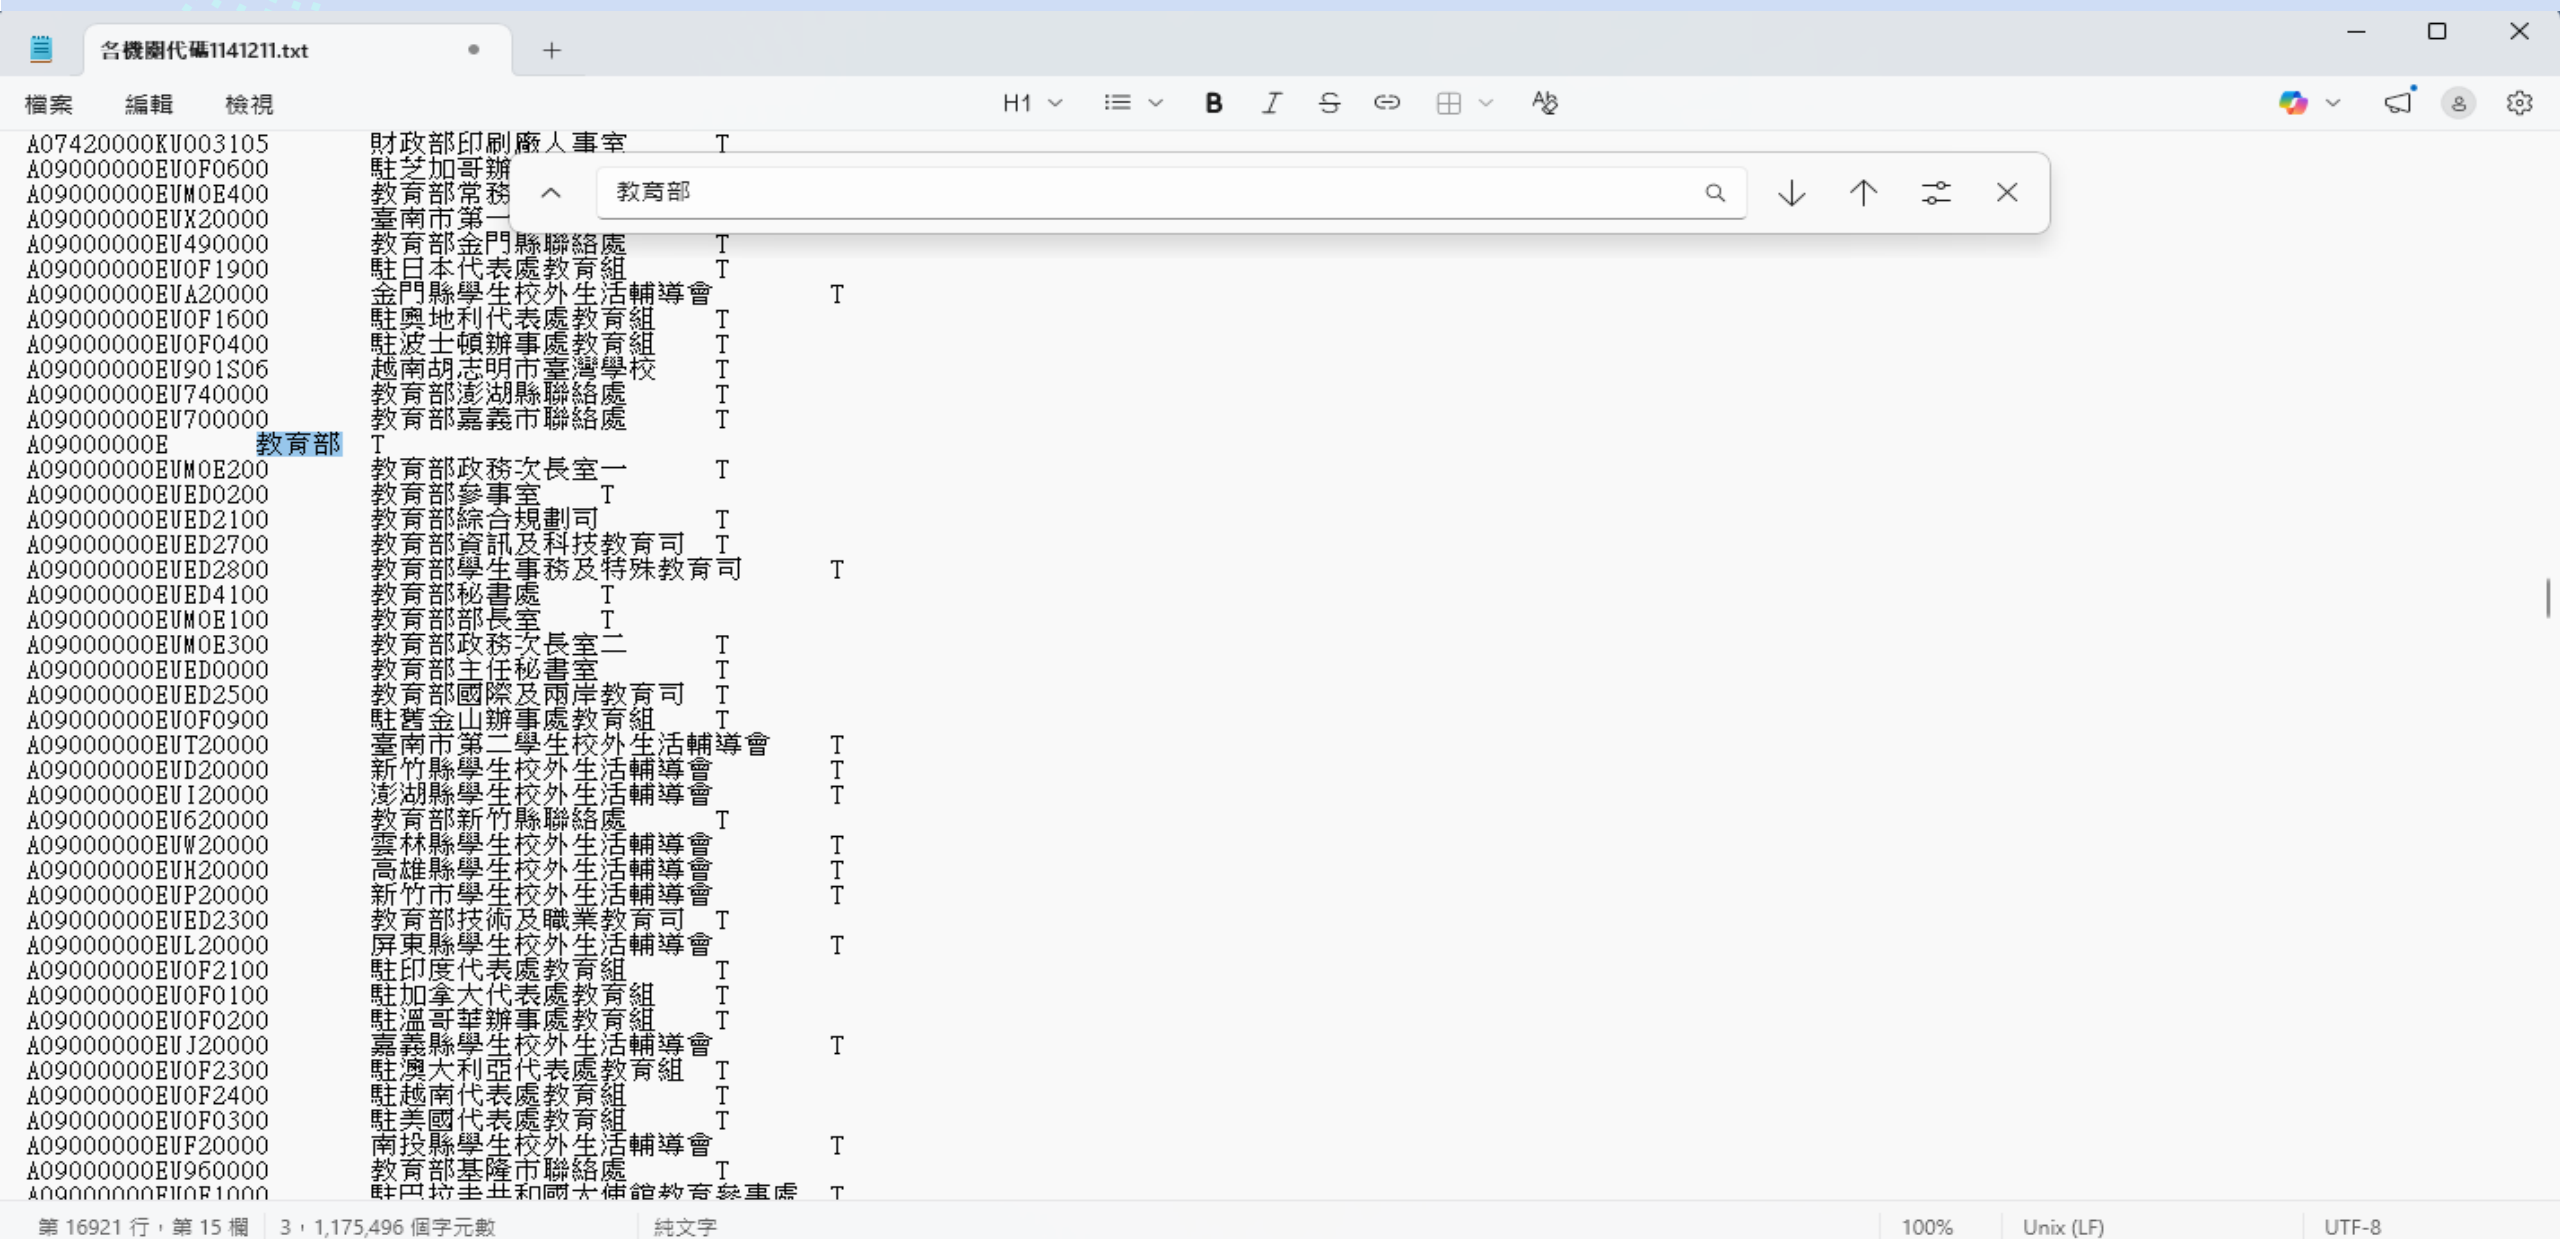 各機關代碼1141211.txt
檔案 編輯 檢視 H1 B I S
A07420000KU003105 財政部印刷廠人事室 T
A09000000EU0F0600 駐芝加哥辦
教育部
A09000000EUM0E400 教育部常務
A09000000EUX20000 臺南市第一
A09000000EU490000 教育部金門縣聯絡處 T
A09000000EU0F1900 駐日本代表處教育組 T
A09000000EUA20000 金門縣學生校外生活輔導會 T
A09000000EU0F1600 駐奧地利代表處教育組 T
A09000000EU0F0400 駐波士頓辦事處教育組 T
A09000000EU901S06 越南胡志明市臺灣學校 T
A09000000EU740000 教育部澎湖縣聯絡處 T
A09000000EU700000 教育部嘉義市聯絡處 T
A09000000E 教育部 T
A09000000EUM0E200 教育部政務次長室一 T
A09000000EUED0200 教育部參事室 T
A09000000EUED2100 教育部綜合規劃司 T
A09000000EUED2700 教育部資訊及科技教育司 T
A09000000EUED2800 教育部學生事務及特殊教育司 T
A09000000EUED4100 教育部秘書處 T
A09000000EUM0E100 教育部部長室 T
A09000000EUM0E300 教育部政務次長室二 T
A09000000EUED0000 教育部主任秘書室 T
A09000000EUED2500 教育部國際及兩岸教育司 T
A09000000EU0F0900 駐舊金山辦事處教育組 T
A09000000EUT20000 臺南市第二學生校外生活輔導會 T
A09000000EUD20000 新竹縣學生校外生活輔導會 T
A09000000EUI20000 澎湖縣學生校外生活輔導會 T
A09000000EU620000 教育部新竹縣聯絡處 T
A09000000EUW20000 雲林縣學生校外生活輔導會 T
A09000000EUH20000 高雄縣學生校外生活輔導會 T
A09000000EUP20000 新竹市學生校外生活輔導會 T
A09000000EUED2300 教育部技術及職業教育司 T
A09000000EUL20000 屏東縣學生校外生活輔導會 T
A09000000EU0F2100 駐印度代表處教育組 T
A09000000EU0F0100 駐加拿大代表處教育組 T
A09000000EU0F0200 駐溫哥華辦事處教育組 T
A09000000EUJ20000 嘉義縣學生校外生活輔導會 T
A09000000EU0F2300 駐澳大利亞代表處教育組 T
A09000000EU0F2400 駐越南代表處教育組 T
A09000000EU0F0300 駐美國代表處教育組 T
A09000000EUF20000 南投縣學生校外生活輔導會 T
A09000000EU960000 教育部基隆市聯絡處 T
A09000000EU0F1000 駐巴拉圭共和國大使館教育參事處 T
第 16921 行，第 15 欄 3，1,175,496 個字元數 純文字 100% Unix (LF) UTF-8